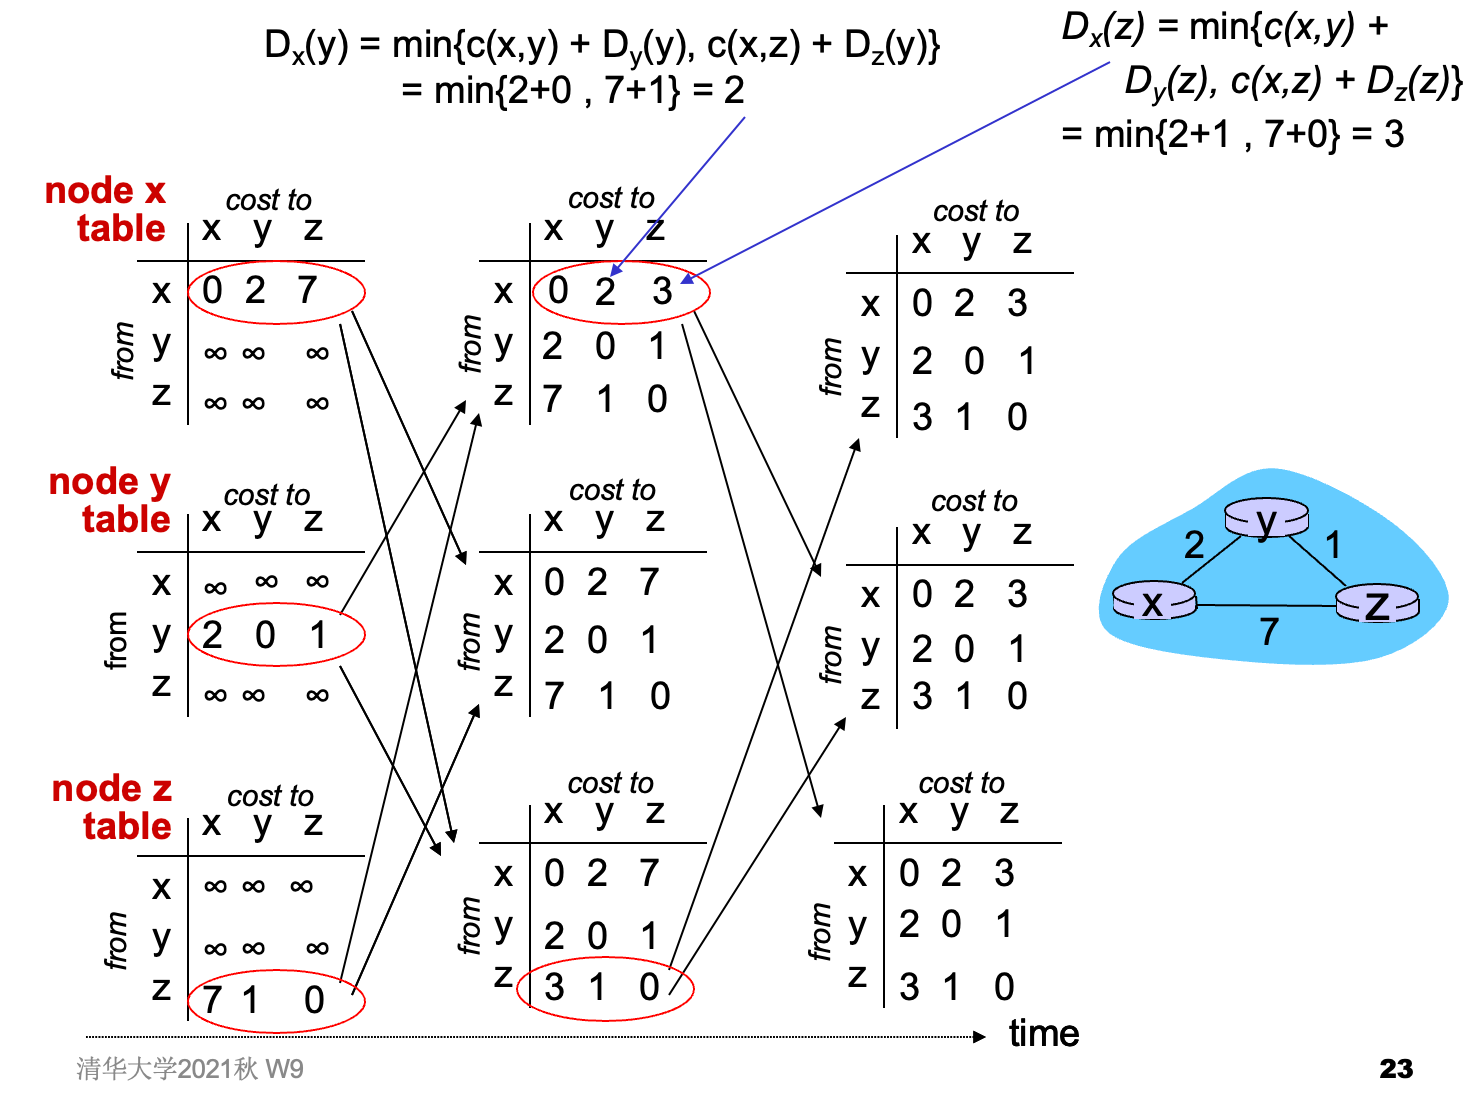 D_x(y) = min{c(x,y) + D_y(y), c(x,z) + D_z(y)}
= min{2+0 , 7+1} = 2
D_x(z) = min{c(x,y) +
D_y(z), c(x,z) + D_z(z)}
= min{2+1 , 7+0} = 3
node x
table
cost to
x y z
from
x 0 2 7
y ∞ ∞ ∞
z ∞ ∞ ∞
cost to
x y z
from
x 0 2 3
y 2 0 1
z 7 1 0
cost to
x y z
from
x 0 2 3
y 2 0 1
z 3 1 0
node y
table
cost to
x y z
from
x ∞ ∞ ∞
y 2 0 1
z ∞ ∞ ∞
cost to
x y z
from
x 0 2 7
y 2 0 1
z 7 1 0
cost to
x y z
from
x 0 2 3
y 2 0 1
z 3 1 0
y
2
1
x
z
7
node z
table
cost to
x y z
from
x ∞ ∞ ∞
y ∞ ∞ ∞
z 7 1 0
cost to
x y z
from
x 0 2 7
y 2 0 1
z 3 1 0
cost to
x y z
from
x 0 2 3
y 2 0 1
z 3 1 0
time
清华大学2021秋 W9
23